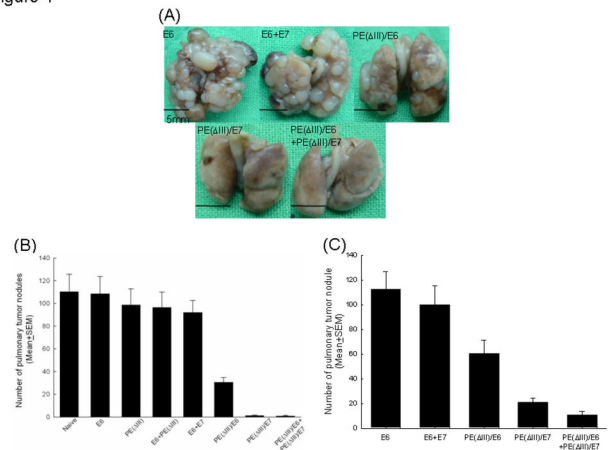 (A)
E6
E6+E7
PE(ΔIII)/E6
5mm
PE(ΔIII)/E7
PE(ΔIII)/E6
+PE(ΔIII)/E7
(B)
Number of pulmonary tumor nodules
(Mean±SEM)
140
120
100
80
60
40
20
0
Naive
E6
PE(ΔIII)
E6+PE(ΔIII)
E6+E7
PE(ΔIII)/E6
PE(ΔIII)/E7
PE(ΔIII)/E6+
PE(ΔIII)/E7
(C)
Number of pulmonary tumor nodule
(Mean±SEM)
140
120
100
80
60
40
20
0
E6
E6+E7
PE(ΔIII)/E6
PE(ΔIII)/E7
PE(ΔIII)/E6
+PE(ΔIII)/E7